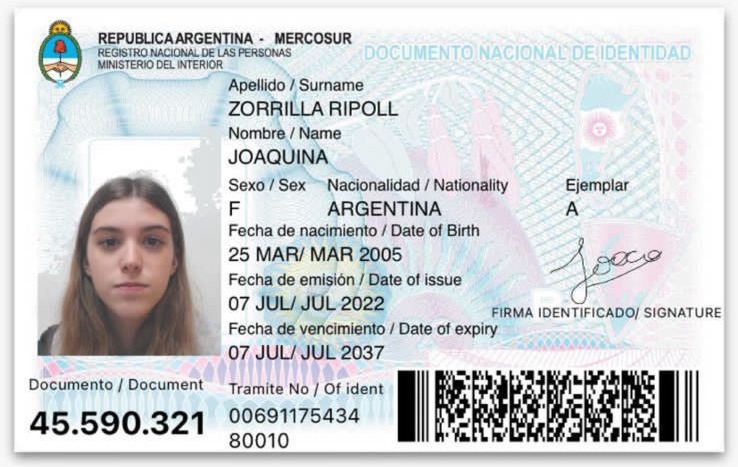 REPUBLICA ARGENTINA - MERCOSUR
REGISTRO NACIONAL DE LAS PERSONAS
MINISTERIO DEL INTERIOR
DOCUMENTO NACIONAL DE IDENTIDAD
Apellido / Surname
ZORRILLA RIPOLL
Nombre / Name
JOAQUINA
Sexo / Sex Nacionalidad / Nationality Ejemplar
F ARGENTINA A
Fecha de nacimiento / Date of Birth
25 MAR/ MAR 2005
Fecha de emisión / Date of issue
07 JUL/ JUL 2022
FIRMA IDENTIFICADO/ SIGNATURE
Fecha de vencimiento / Date of expiry
07 JUL/ JUL 2037
Documento / Document
45.590.321
Tramite No / Of ident
00691175434
80010